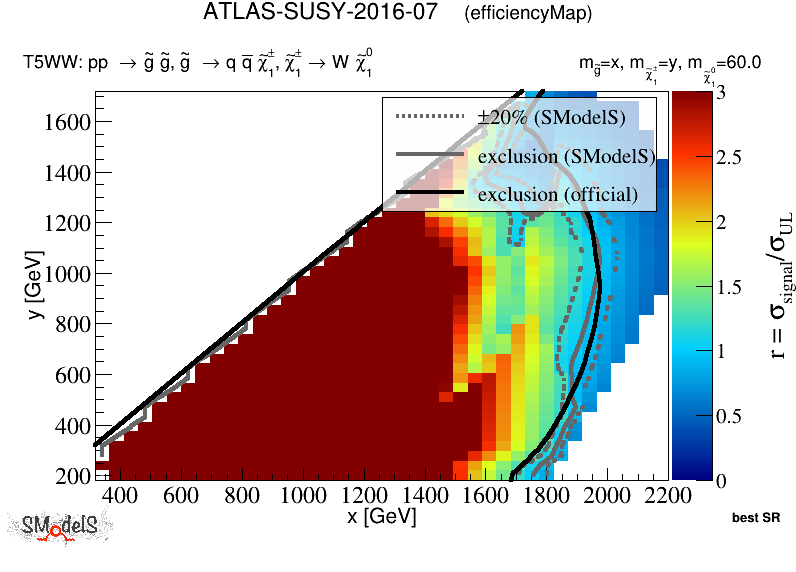 ATLAS-SUSY-2016-07 (efficiencyMap)
T5WW: pp → g̃ g̃, g̃ → q q̅ χ̃₁±, χ̃₁± → W χ̃₁⁰
m_g̃=x, m_χ̃₁±=y, m_χ̃₁⁰=60.0
±20% (SModelS)
exclusion (SModelS)
exclusion (official)
y [GeV]
1600
1400
1200
1000
800
600
400
200
400 600 800 1000 1200 1400 1600 1800 2000 2200
x [GeV]
3
2.5
2
1.5
1
0.5
0
r = σ_signal/σ_UL
SModelS
best SR